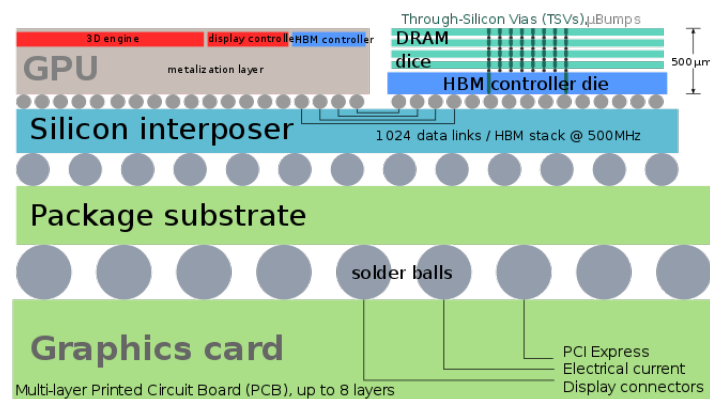 Through-Silicon Vias (TSVs),µBumps
3D engine
display controlle
HBM controller
DRAM
dice
GPU
metalization layer
HBM controller die
500 µm
Silicon interposer
1024 data links / HBM stack @ 500MHz
Package substrate
solder balls
Graphics card
PCI Express
Electrical current
Display connectors
Multi-layer Printed Circuit Board (PCB), up to 8 layers